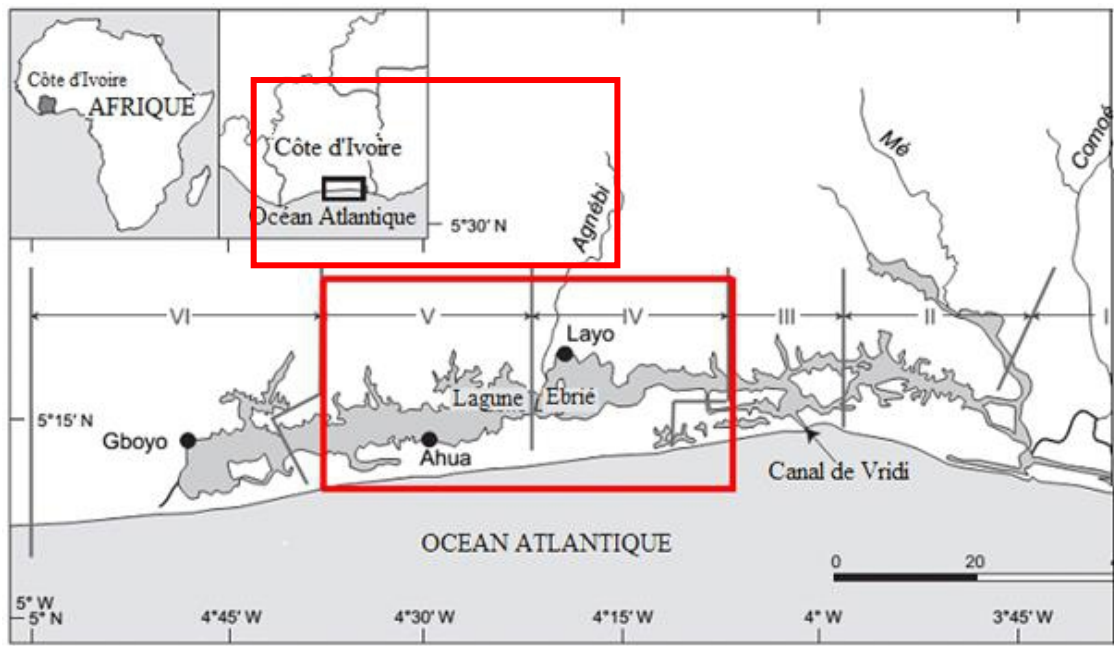 Côte d'Ivoire
AFRIQUE
Côte d'Ivoire
Océan Atlantique
5°30' N
Agnébi
Mé
Comoé
VI
V
IV
III
II
I
Layo
Lagune Ebrié
5°15' N
Gboyo
Ahua
Canal de Vridi
OCEAN ATLANTIQUE
0 20
5° W
5° N
4°45' W
4°30' W
4°15' W
4° W
3°45' W